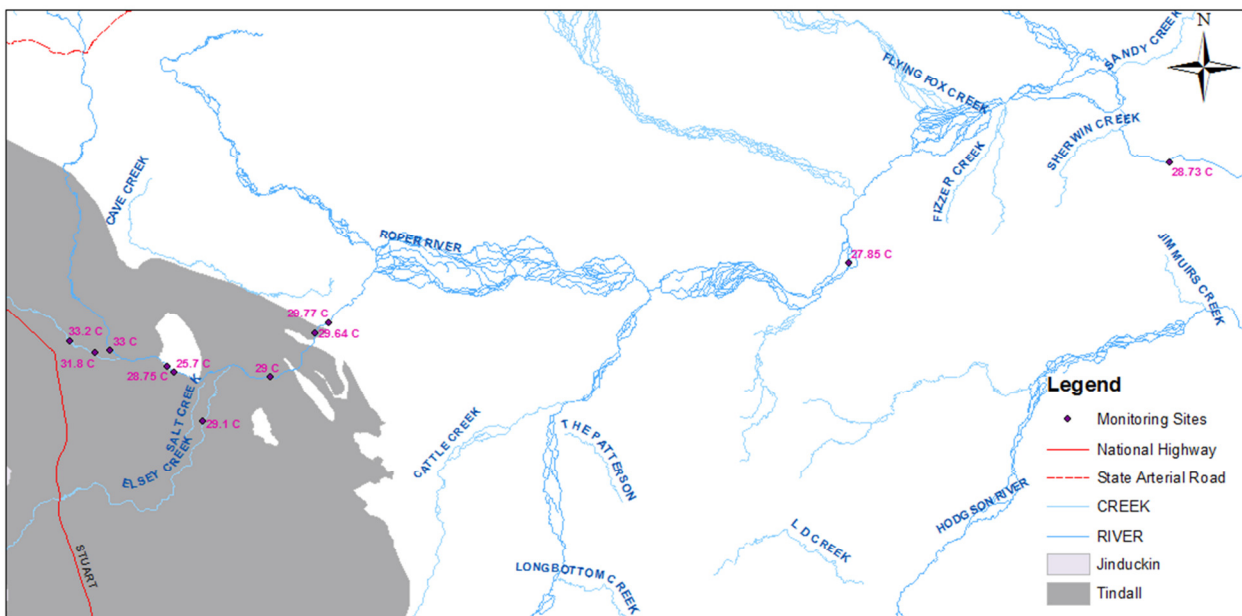 N
SANDY CREEK
FLYING FOX CREEK
SHERWIN CREEK
FIZZER CREEK
28.73 C
CAVE CREEK
ROPER RIVER
27.85 C
JIMMUIRS CREEK
29.77 C
29.64 C
33.2 C
33 C
31.8 C
25.7 C
28.75 C
29 C
SALT CREEK
29.1 C
ELSEY CREEK
CATTLE CREEK
THE PATTERSON
HODGSON RIVER
L D CREEK
LONGBOTTOM CREEK
STUART
Legend
Monitoring Sites
National Highway
State Arterial Road
CREEK
RIVER
Jinduckin
Tindall